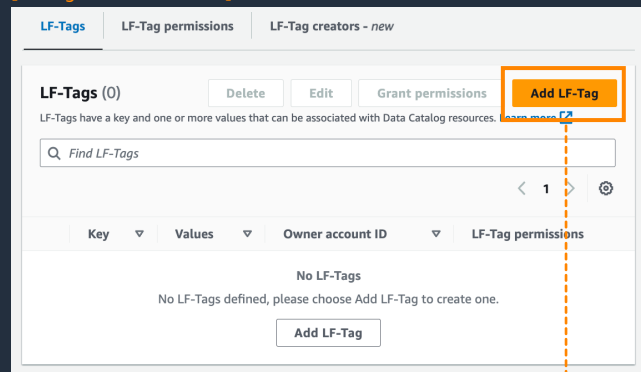 LF-Tags LF-Tag permissions LF-Tag creators - new
LF-Tags (0) Delete Edit Grant permissions Add LF-Tag
LF-Tags have a key and one or more values that can be associated with Data Catalog resources. Learn more
Find LF-Tags
1
Key Values Owner account ID LF-Tag permissions
No LF-Tags
No LF-Tags defined, please choose Add LF-Tag to create one.
Add LF-Tag